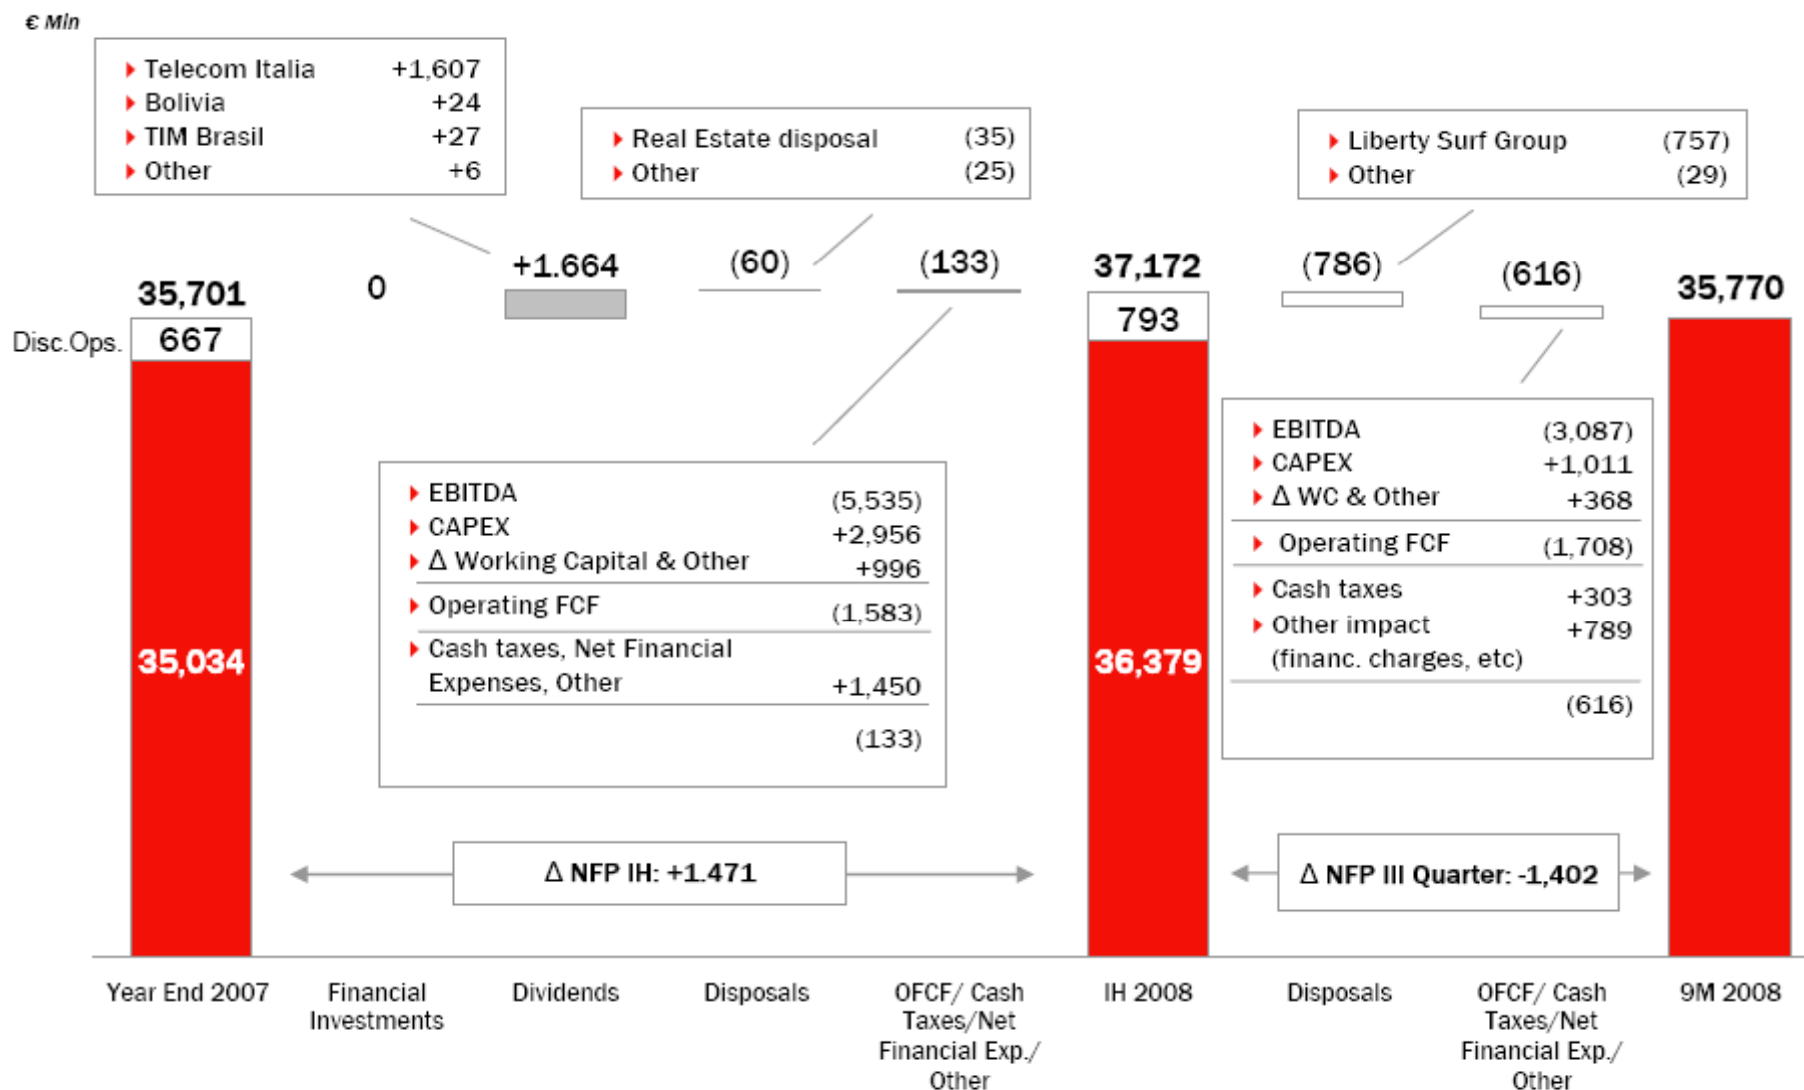 € Mln
Telecom Italia +1,607
Bolivia +24
TIM Brasil +27
Other +6
Real Estate disposal (35)
Other (25)
Liberty Surf Group (757)
Other (29)
35,701
0
+1.664
(60)
(133)
37,172
(786)
(616)
35,770
Disc.Ops.
667
793
35,034
36,379
EBITDA (5,535)
CAPEX +2,956
Δ Working Capital & Other +996
Operating FCF (1,583)
Cash taxes, Net Financial
Expenses, Other +1,450
(133)
EBITDA (3,087)
CAPEX +1,011
Δ WC & Other +368
Operating FCF (1,708)
Cash taxes +303
Other impact +789
(financ. charges, etc)
(616)
Δ NFP IH: +1.471
Δ NFP III Quarter: -1,402
Year End 2007
Financial
Investments
Dividends
Disposals
OFCF/ Cash
Taxes/Net
Financial Exp./
Other
IH 2008
Disposals
OFCF/ Cash
Taxes/Net
Financial Exp./
Other
9M 2008